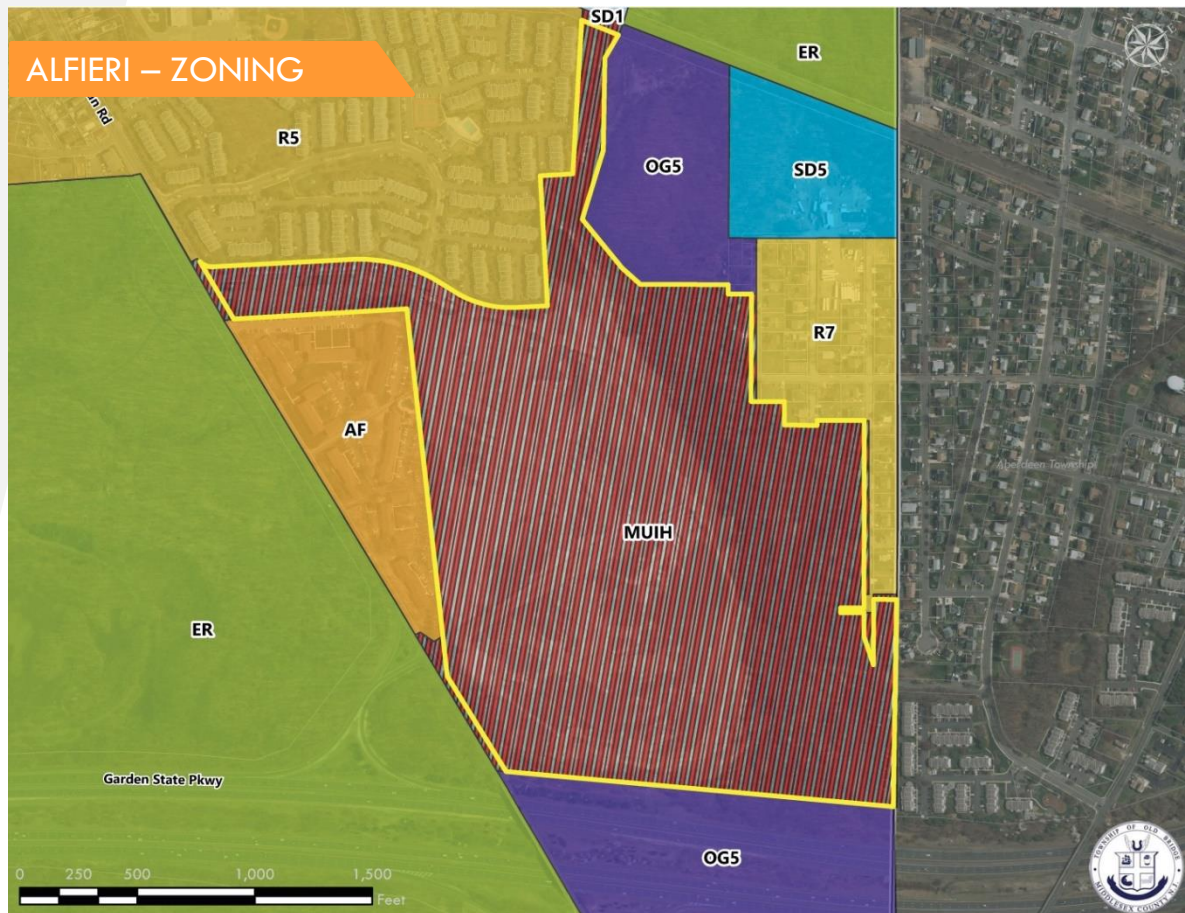 SD1
ALFIERI – ZONING
ER
an Rd
R5
OG5
SD5
R7
AF
Aberdeen Township
MUIH
ER
Garden State Pkwy
OG5
0 250 500 1,000 1,500
Feet
TOWNSHIP OF OLD BRIDGE
MIDDLESEX COUNTY N.J.